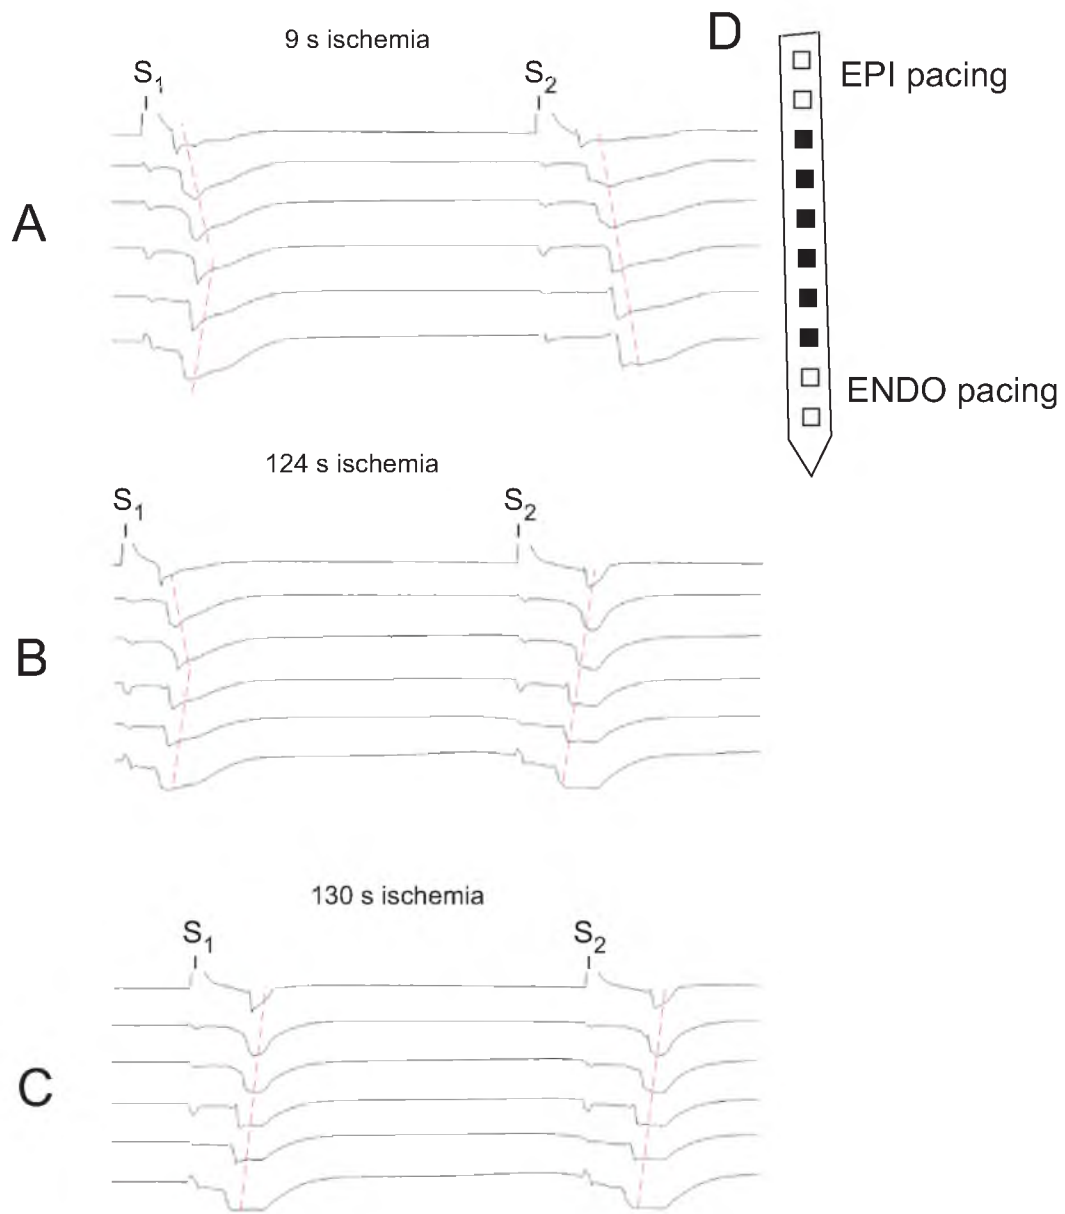 9 s ischemia
S1
S2
A
D
EPI pacing
ENDO pacing
124 s ischemia
S1
S2
B
130 s ischemia
S1
S2
C